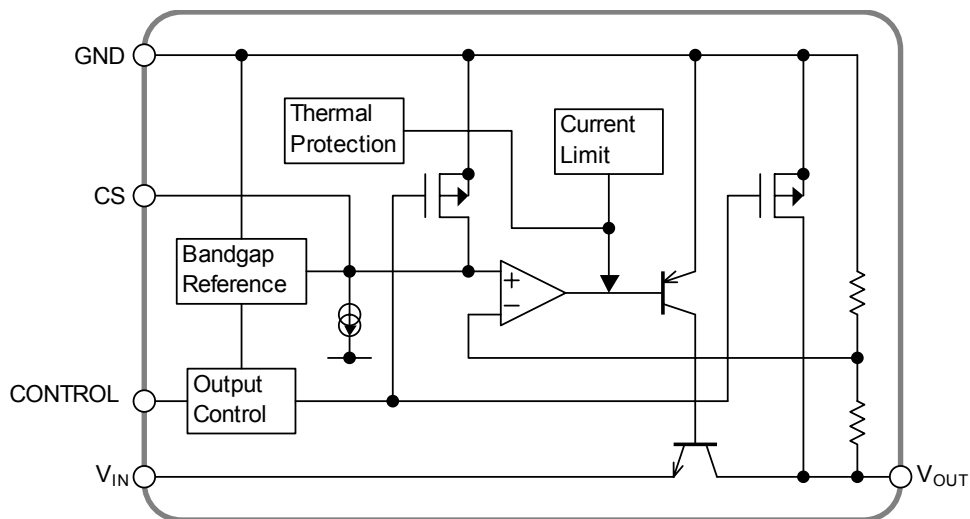 GND
Thermal
Protection
Current
Limit
CS
Bandgap
Reference
+
−
CONTROL
Output
Control
VIN
VOUT